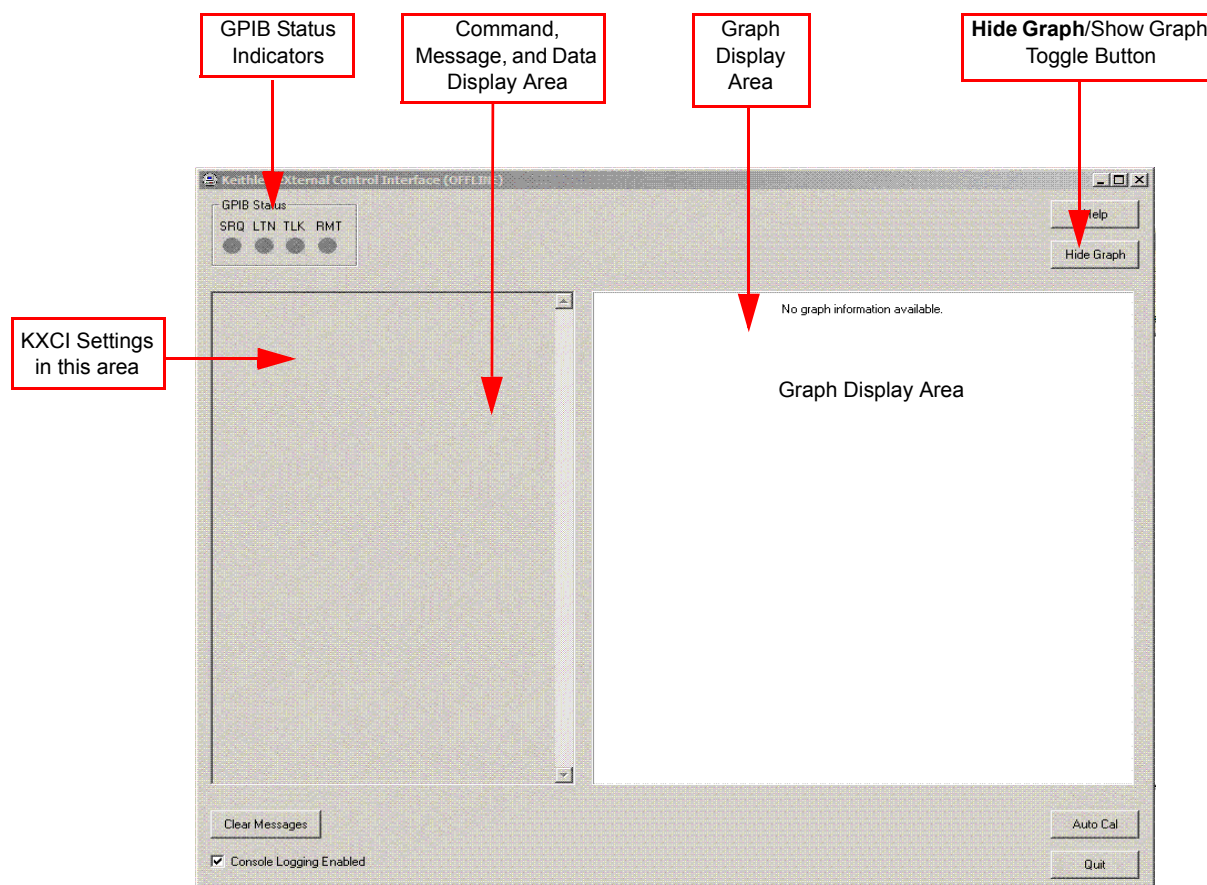 GPIB Status
Indicators
Command,
Message, and Data
Display Area
Graph
Display
Area
Hide Graph/Show Graph
Toggle Button
External Control Interface (OFFLINE)
GPIB Status
SRQ LTN TLK RMT
Help
Hide Graph
KXCI Settings
in this area
No graph information available.
Graph Display Area
Clear Messages
Auto Cal
Console Logging Enabled
Quit